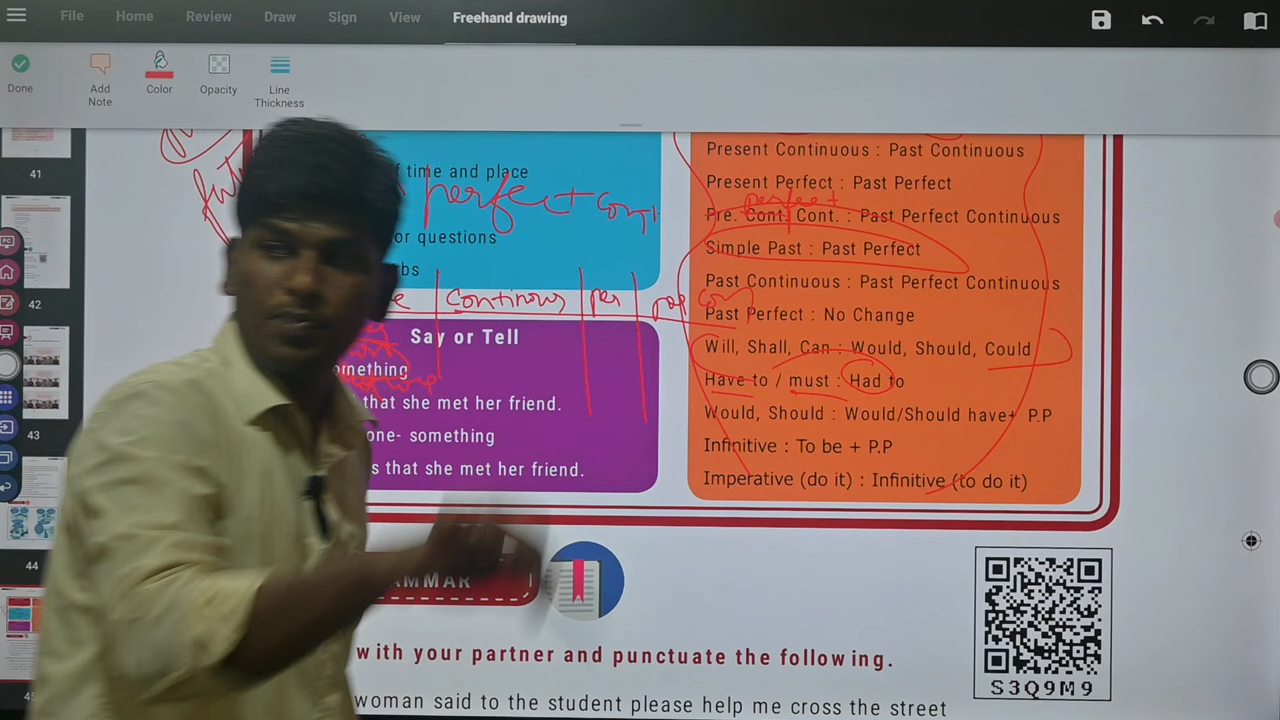 File Home Review Draw Sign View Freehand drawing
Done
Add Note
Color
Opacity
Line Thickness
41
42
43
44
45
f time and place
perfect + cont
or questions
bs
continous | per |
Say or Tell
omething
that she met her friend.
one- something
s that she met her friend.
Present Continuous : Past Continuous
Present Perfect : Past Perfect
perfect
Pre. Cont. Cont. : Past Perfect Continuous
Simple Past : Past Perfect
Past Continuous : Past Perfect Continuous
Past Perfect : No Change
Will, Shall, Can : Would, Should, Could
Have to / must : Had to
Would, Should : Would/Should have+ P.P
Infinitive : To be + P.P
Imperative (do it) : Infinitive (to do it)
AMMAR
S3Q9M9
with your partner and punctuate the following.
woman said to the student please help me cross the street